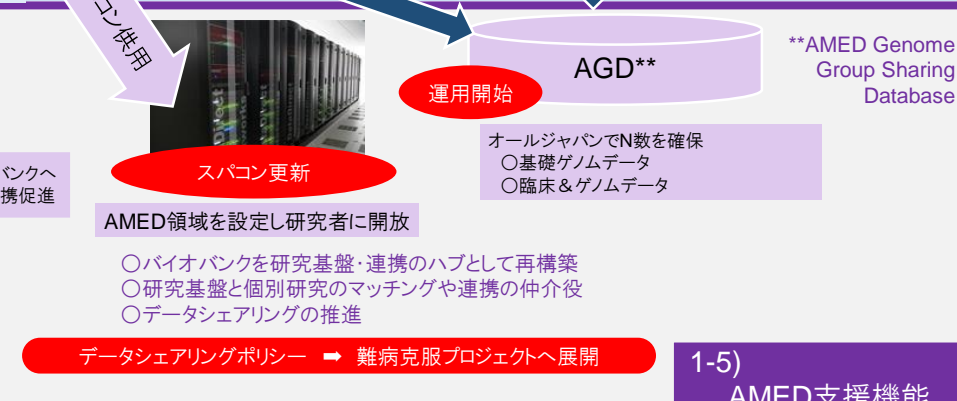 コン供用
AGD**
**AMED Genome
Group Sharing
Database
運用開始
オールジャパンでN数を確保
〇基礎ゲノムデータ
〇臨床＆ゲノムデータ
スパコン更新
バンクへ
携促進
AMED領域を設定し研究者に開放
〇バイオバンクを研究基盤・連携のハブとして再構築
〇研究基盤と個別研究のマッチングや連携の仲介役
〇データシェアリングの推進
データシェアリングポリシー ➡ 難病克服プロジェクトへ展開
1-5)
AMED支援機能